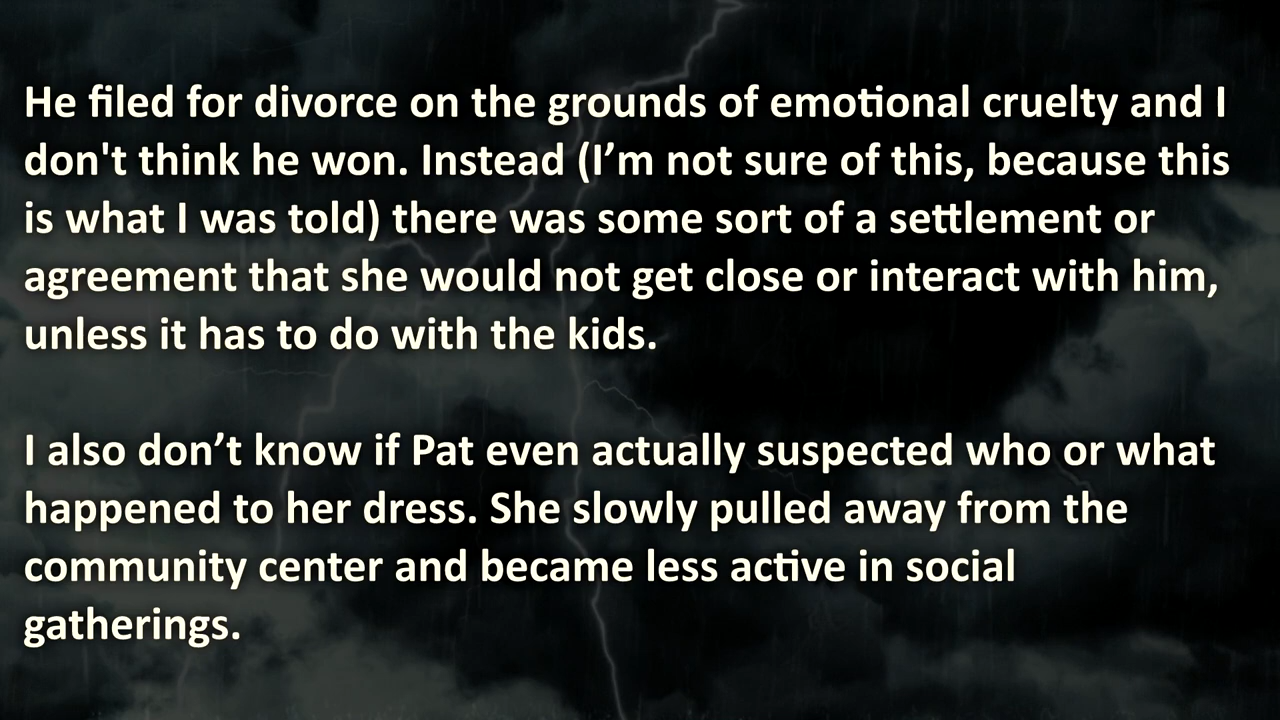 He filed for divorce on the grounds of emotional cruelty and I
don't think he won. Instead (I’m not sure of this, because this
is what I was told) there was some sort of a settlement or
agreement that she would not get close or interact with him,
unless it has to do with the kids.
I also don’t know if Pat even actually suspected who or what
happened to her dress. She slowly pulled away from the
community center and became less active in social
gatherings.